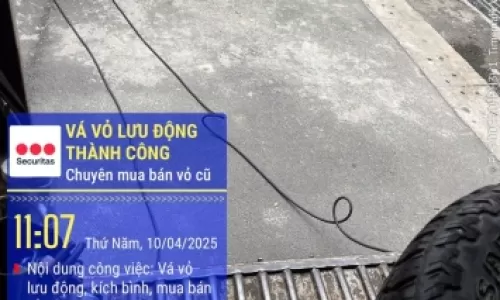 VÁ VỎ LƯU ĐỘNG
THÀNH CÔNG
Securitas
Chuyên mua bán vỏ cũ
11:07 Thứ Năm, 10/04/2025
Nội dung công việc: Vá vỏ
lưu động, kích bình, mua bán